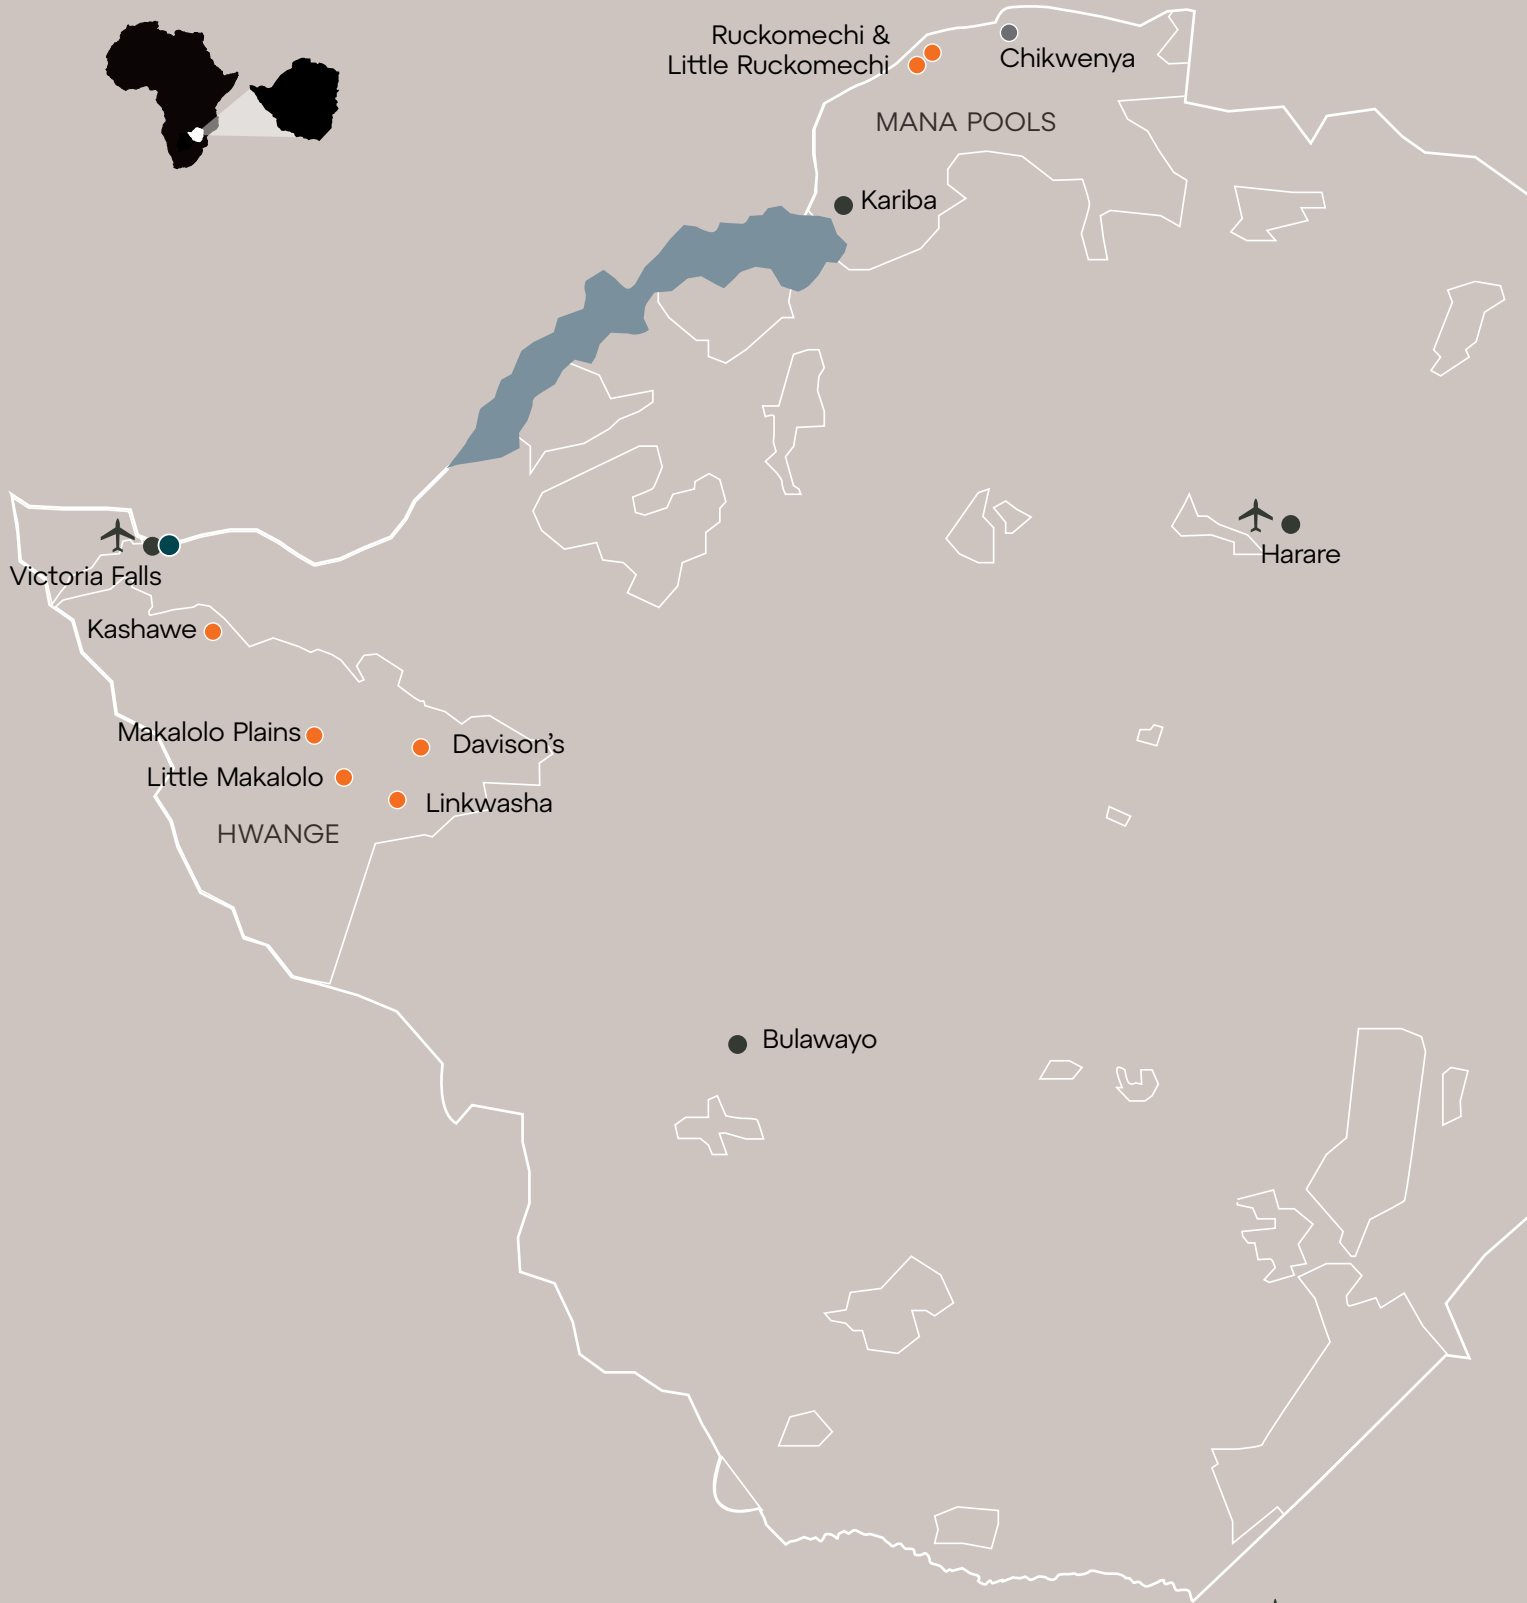 Ruckomechi &
Little Ruckomechi
Chikwenya
MANA POOLS
Kariba
Victoria Falls
Harare
Kashawe
Makalolo Plains
Davison’s
Little Makalolo
Linkwasha
HWANGE
Bulawayo